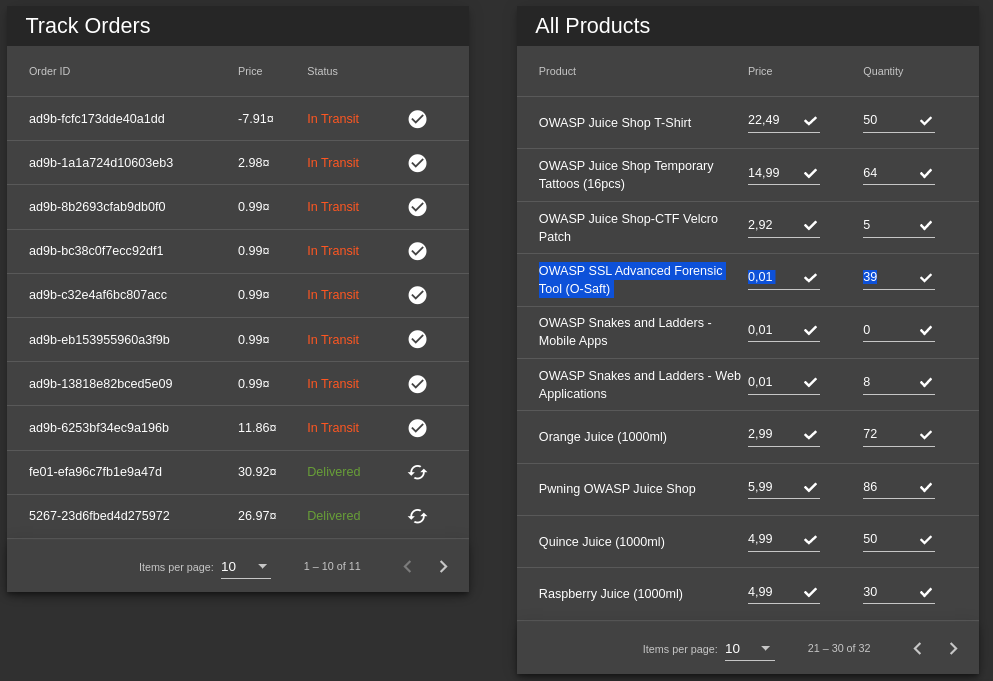 Track Orders
Order ID Price Status
ad9b-fcfc173dde40a1dd -7.91¤ In Transit
ad9b-1a1a724d10603eb3 2.98¤ In Transit
ad9b-8b2693cfab9db0f0 0.99¤ In Transit
ad9b-bc38c0f7ecc92df1 0.99¤ In Transit
ad9b-c32e4af6bc807acc 0.99¤ In Transit
ad9b-eb153955960a3f9b 0.99¤ In Transit
ad9b-13818e82bced5e09 0.99¤ In Transit
ad9b-6253bf34ec9a196b 11.86¤ In Transit
fe01-efa96c7fb1e9a47d 30.92¤ Delivered
5267-23d6fbed4d275972 26.97¤ Delivered
Items per page: 10 1 – 10 of 11
All Products
Product Price Quantity
OWASP Juice Shop T-Shirt 22,49 50
OWASP Juice Shop Temporary
Tattoos (16pcs) 14,99 64
OWASP Juice Shop-CTF Velcro
Patch 2,92 5
OWASP SSL Advanced Forensic
Tool (O-Saft) 0,01 39
OWASP Snakes and Ladders -
Mobile Apps 0,01 0
OWASP Snakes and Ladders - Web
Applications 0,01 8
Orange Juice (1000ml) 2,99 72
Pwning OWASP Juice Shop 5,99 86
Quince Juice (1000ml) 4,99 50
Raspberry Juice (1000ml) 4,99 30
Items per page: 10 21 – 30 of 32